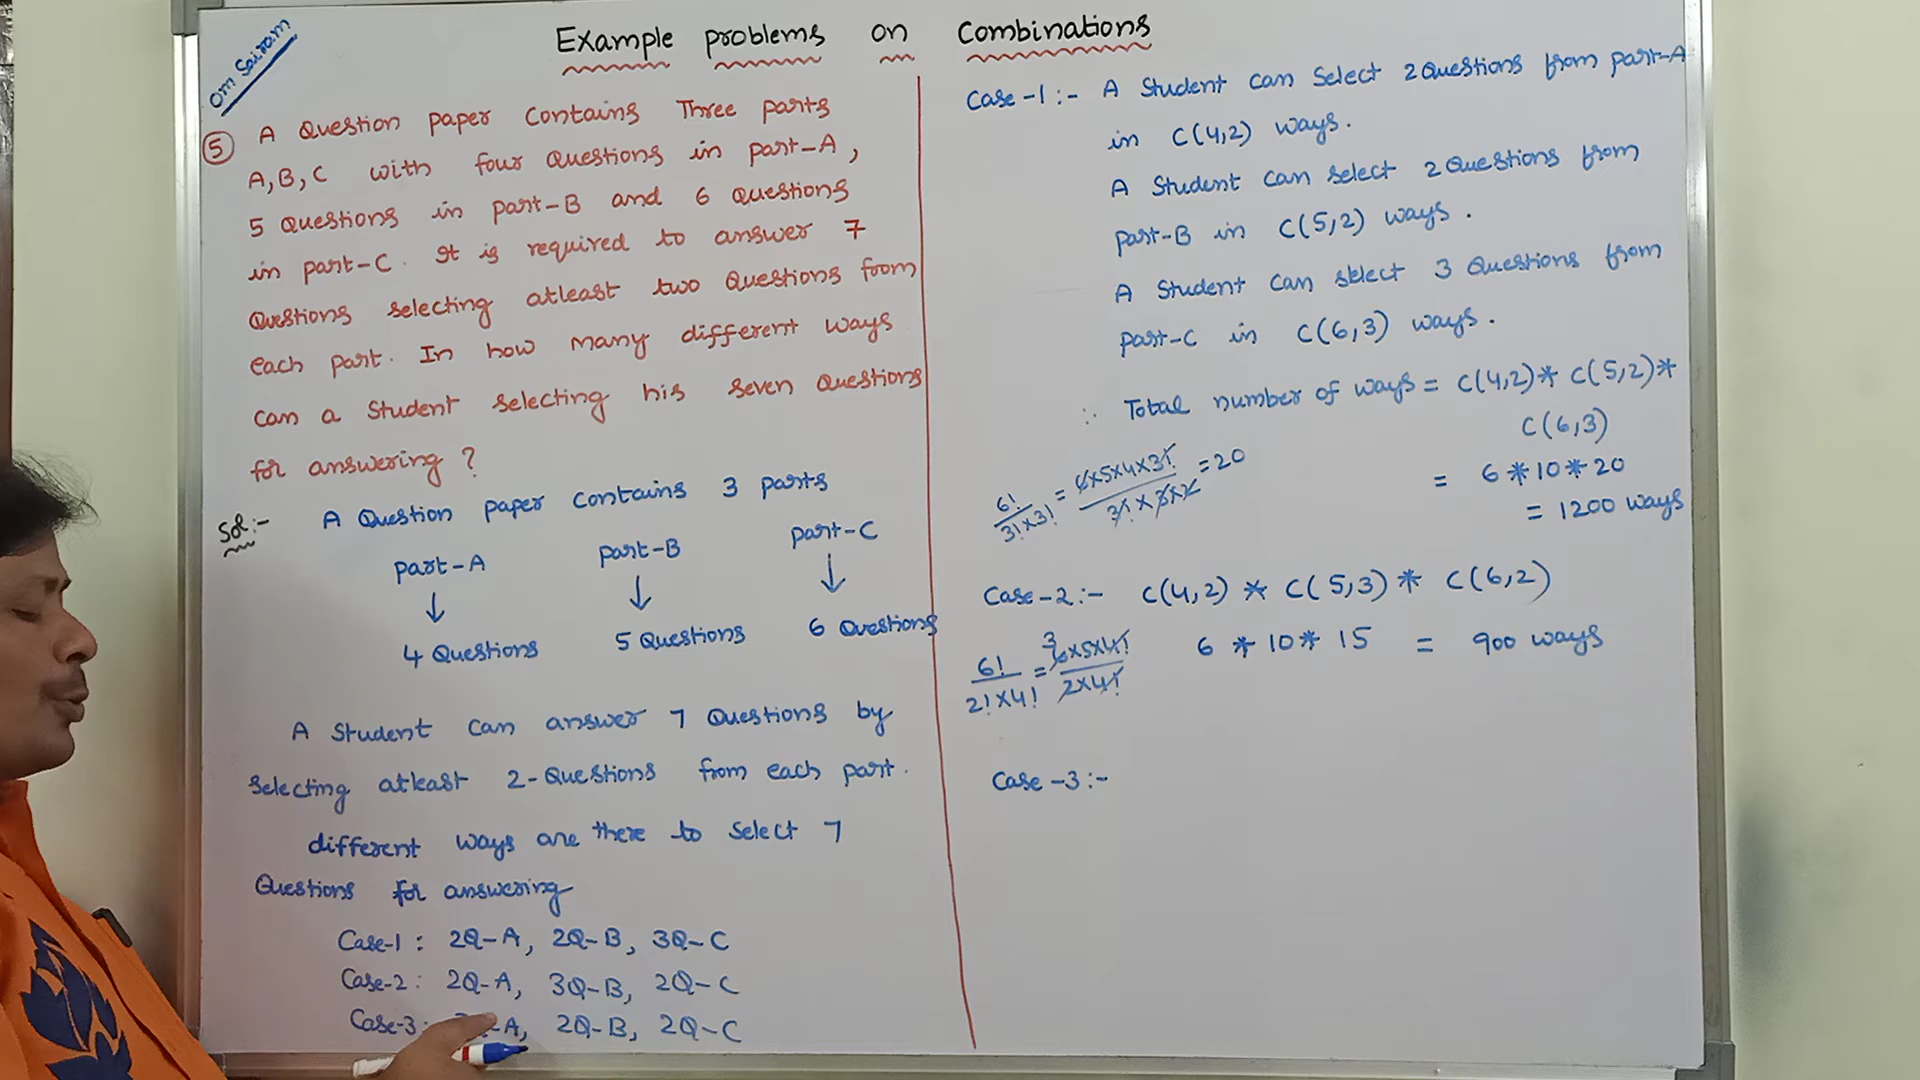 Om Sairam
Example problems on Combinations
5 A Question paper contains Three parts
A, B, C with four Questions in part-A,
5 Questions in part-B and 6 Questions
in part-C. It is required to answer 7
Questions selecting atleast two Questions from
each part. In how many different ways
can a Student selecting his seven Questions
for answering?
Sol:- A Question paper contains 3 parts
part-A part-B part-C
↓ ↓ ↓
4 Questions 5 Questions 6 Questions
A Student can answer 7 Questions by
selecting atleast 2-Questions from each part.
different ways are there to select 7
Questions for answering
Case-1: 2Q-A, 2Q-B, 3Q-C
Case-2: 2Q-A, 3Q-B, 2Q-C
Case-3: -A, 2Q-B, 2Q-C
Case-1:- A Student can Select 2 Questions from part-A
in C(4,2) ways.
A Student can select 2 Questions from
part-B in C(5,2) ways.
A Student can select 3 Questions from
part-C in C(6,3) ways.
∴ Total number of ways = C(4,2)* C(5,2)*
C(6,3)
6!/3!×3! = 6×5×4×3!/3!×3×2 = 20
= 6*10*20
= 1200 ways
Case-2:- C(4,2) * C(5,3) * C(6,2)
6!/2!×4! = 3 6×5×4!/2×4!
6 * 10 * 15 = 900 ways
Case-3:-